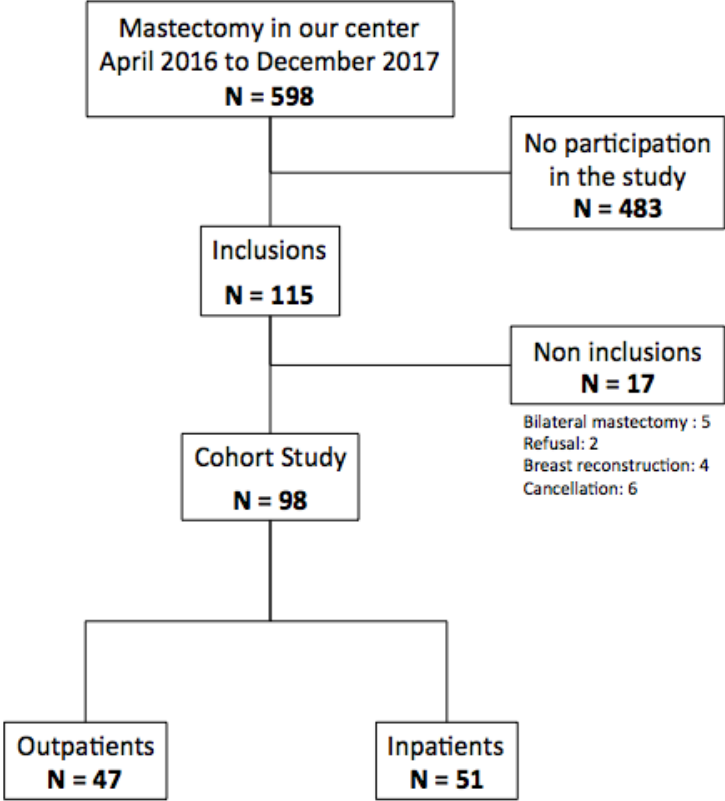 Mastectomy in our center
April 2016 to December 2017
N = 598
No participation
in the study
N = 483
Inclusions
N = 115
Non inclusions
N = 17
Bilateral mastectomy : 5
Refusal: 2
Breast reconstruction: 4
Cancellation: 6
Cohort Study
N = 98
Outpatients
N = 47
Inpatients
N = 51